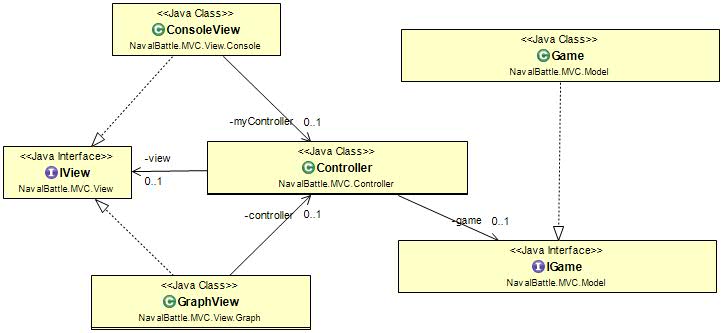 <<Java Class>>
ConsoleView
NavalBattle.MVC.View.Console
<<Java Class>>
Game
NavalBattle.MVC.Model
-myController
0..1
<<Java Interface>>
IView
NavalBattle.MVC.View
-view
0..1
<<Java Class>>
Controller
NavalBattle.MVC.Controller
-controller
0..1
-game
0..1
<<Java Interface>>
IGame
NavalBattle.MVC.Model
<<Java Class>>
GraphView
NavalBattle.MVC.View.Graph